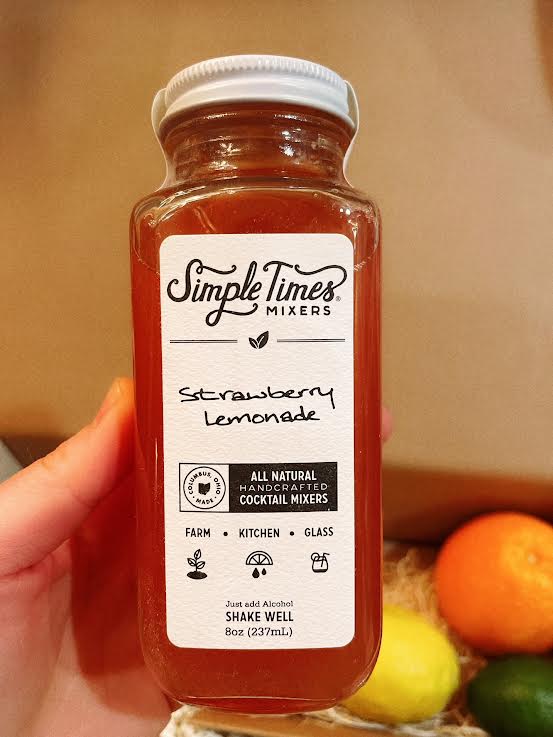 Simple Times®
MIXERS
Strawberry
Lemonade
COLUMBUS, OHIO
• MADE •
ALL NATURAL
HANDCRAFTED
COCKTAIL MIXERS
FARM • KITCHEN • GLASS
Just add Alcohol
SHAKE WELL
8oz (237mL)